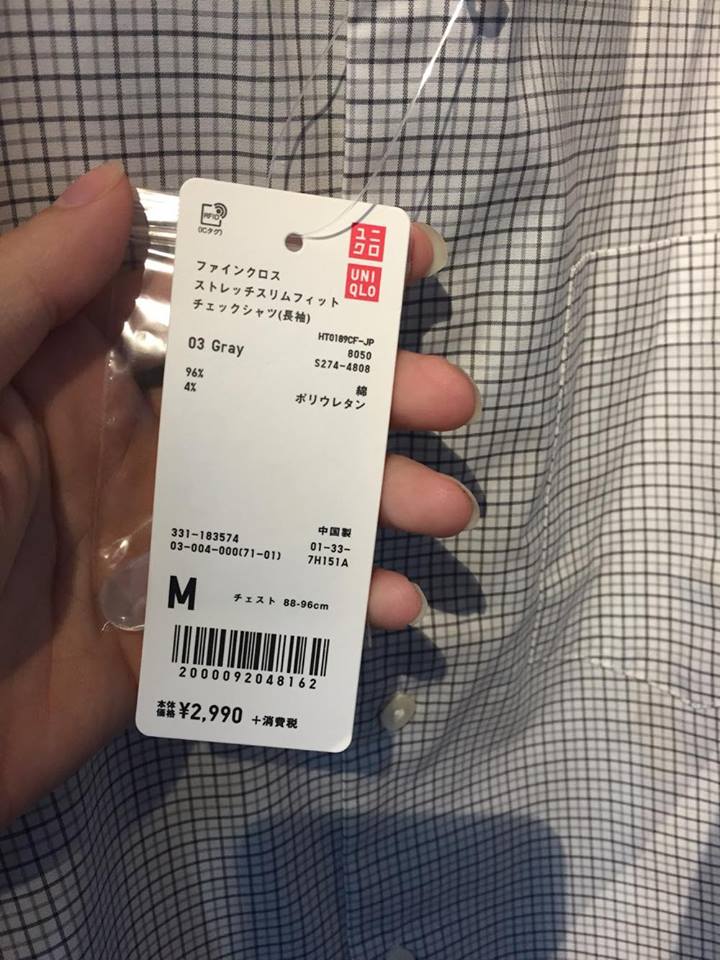 RFID
(ICタグ)
ユニ
クロ
UNI
QLO
ファインクロス
ストレッチスリムフィット
チェックシャツ(長袖)
HT0189CF-JP
03 Gray
8050
S274-4808
96% 綿
4% ポリウレタン
331-183574 中国製
03-004-000(71-01) 01-33-
7H151A
M チェスト 88-96cm
2000092048162
本体
価格 ¥2,990 +消費税